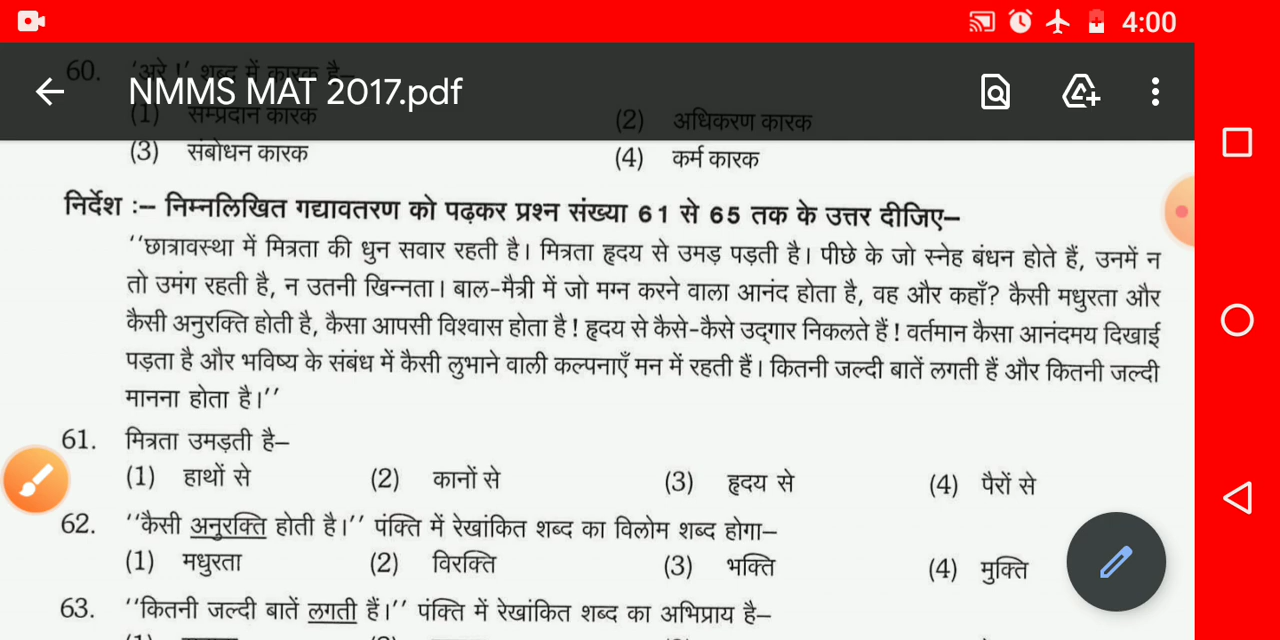 4:00
NMMS MAT 2017.pdf
60. 'अरे !' शब्द में कारक है–
(1) सम्प्रदान कारक (2) अधिकरण कारक
(3) संबोधन कारक (4) कर्म कारक
निर्देश :– निम्नलिखित गद्यावतरण को पढ़कर प्रश्न संख्या 61 से 65 तक के उत्तर दीजिए–
''छात्रावस्था में मित्रता की धुन सवार रहती है। मित्रता हृदय से उमड़ पड़ती है। पीछे के जो स्नेह बंधन होते हैं, उनमें न
तो उमंग रहती है, न उतनी खिन्नता। बाल-मैत्री में जो मग्न करने वाला आनंद होता है, वह और कहाँ? कैसी मधुरता और
कैसी अनुरक्ति होती है, कैसा आपसी विश्वास होता है ! हृदय से कैसे-कैसे उद्गार निकलते हैं ! वर्तमान कैसा आनंदमय दिखाई
पड़ता है और भविष्य के संबंध में कैसी लुभाने वाली कल्पनाएँ मन में रहती हैं। कितनी जल्दी बातें लगती हैं और कितनी जल्दी
मानना होता है।''
61. मित्रता उमड़ती है–
(1) हाथों से (2) कानों से (3) हृदय से (4) पैरों से
62. ''कैसी अनुरक्ति होती है।'' पंक्ति में रेखांकित शब्द का विलोम शब्द होगा–
(1) मधुरता (2) विरक्ति (3) भक्ति (4) मुक्ति
63. ''कितनी जल्दी बातें लगती हैं।'' पंक्ति में रेखांकित शब्द का अभिप्राय है–